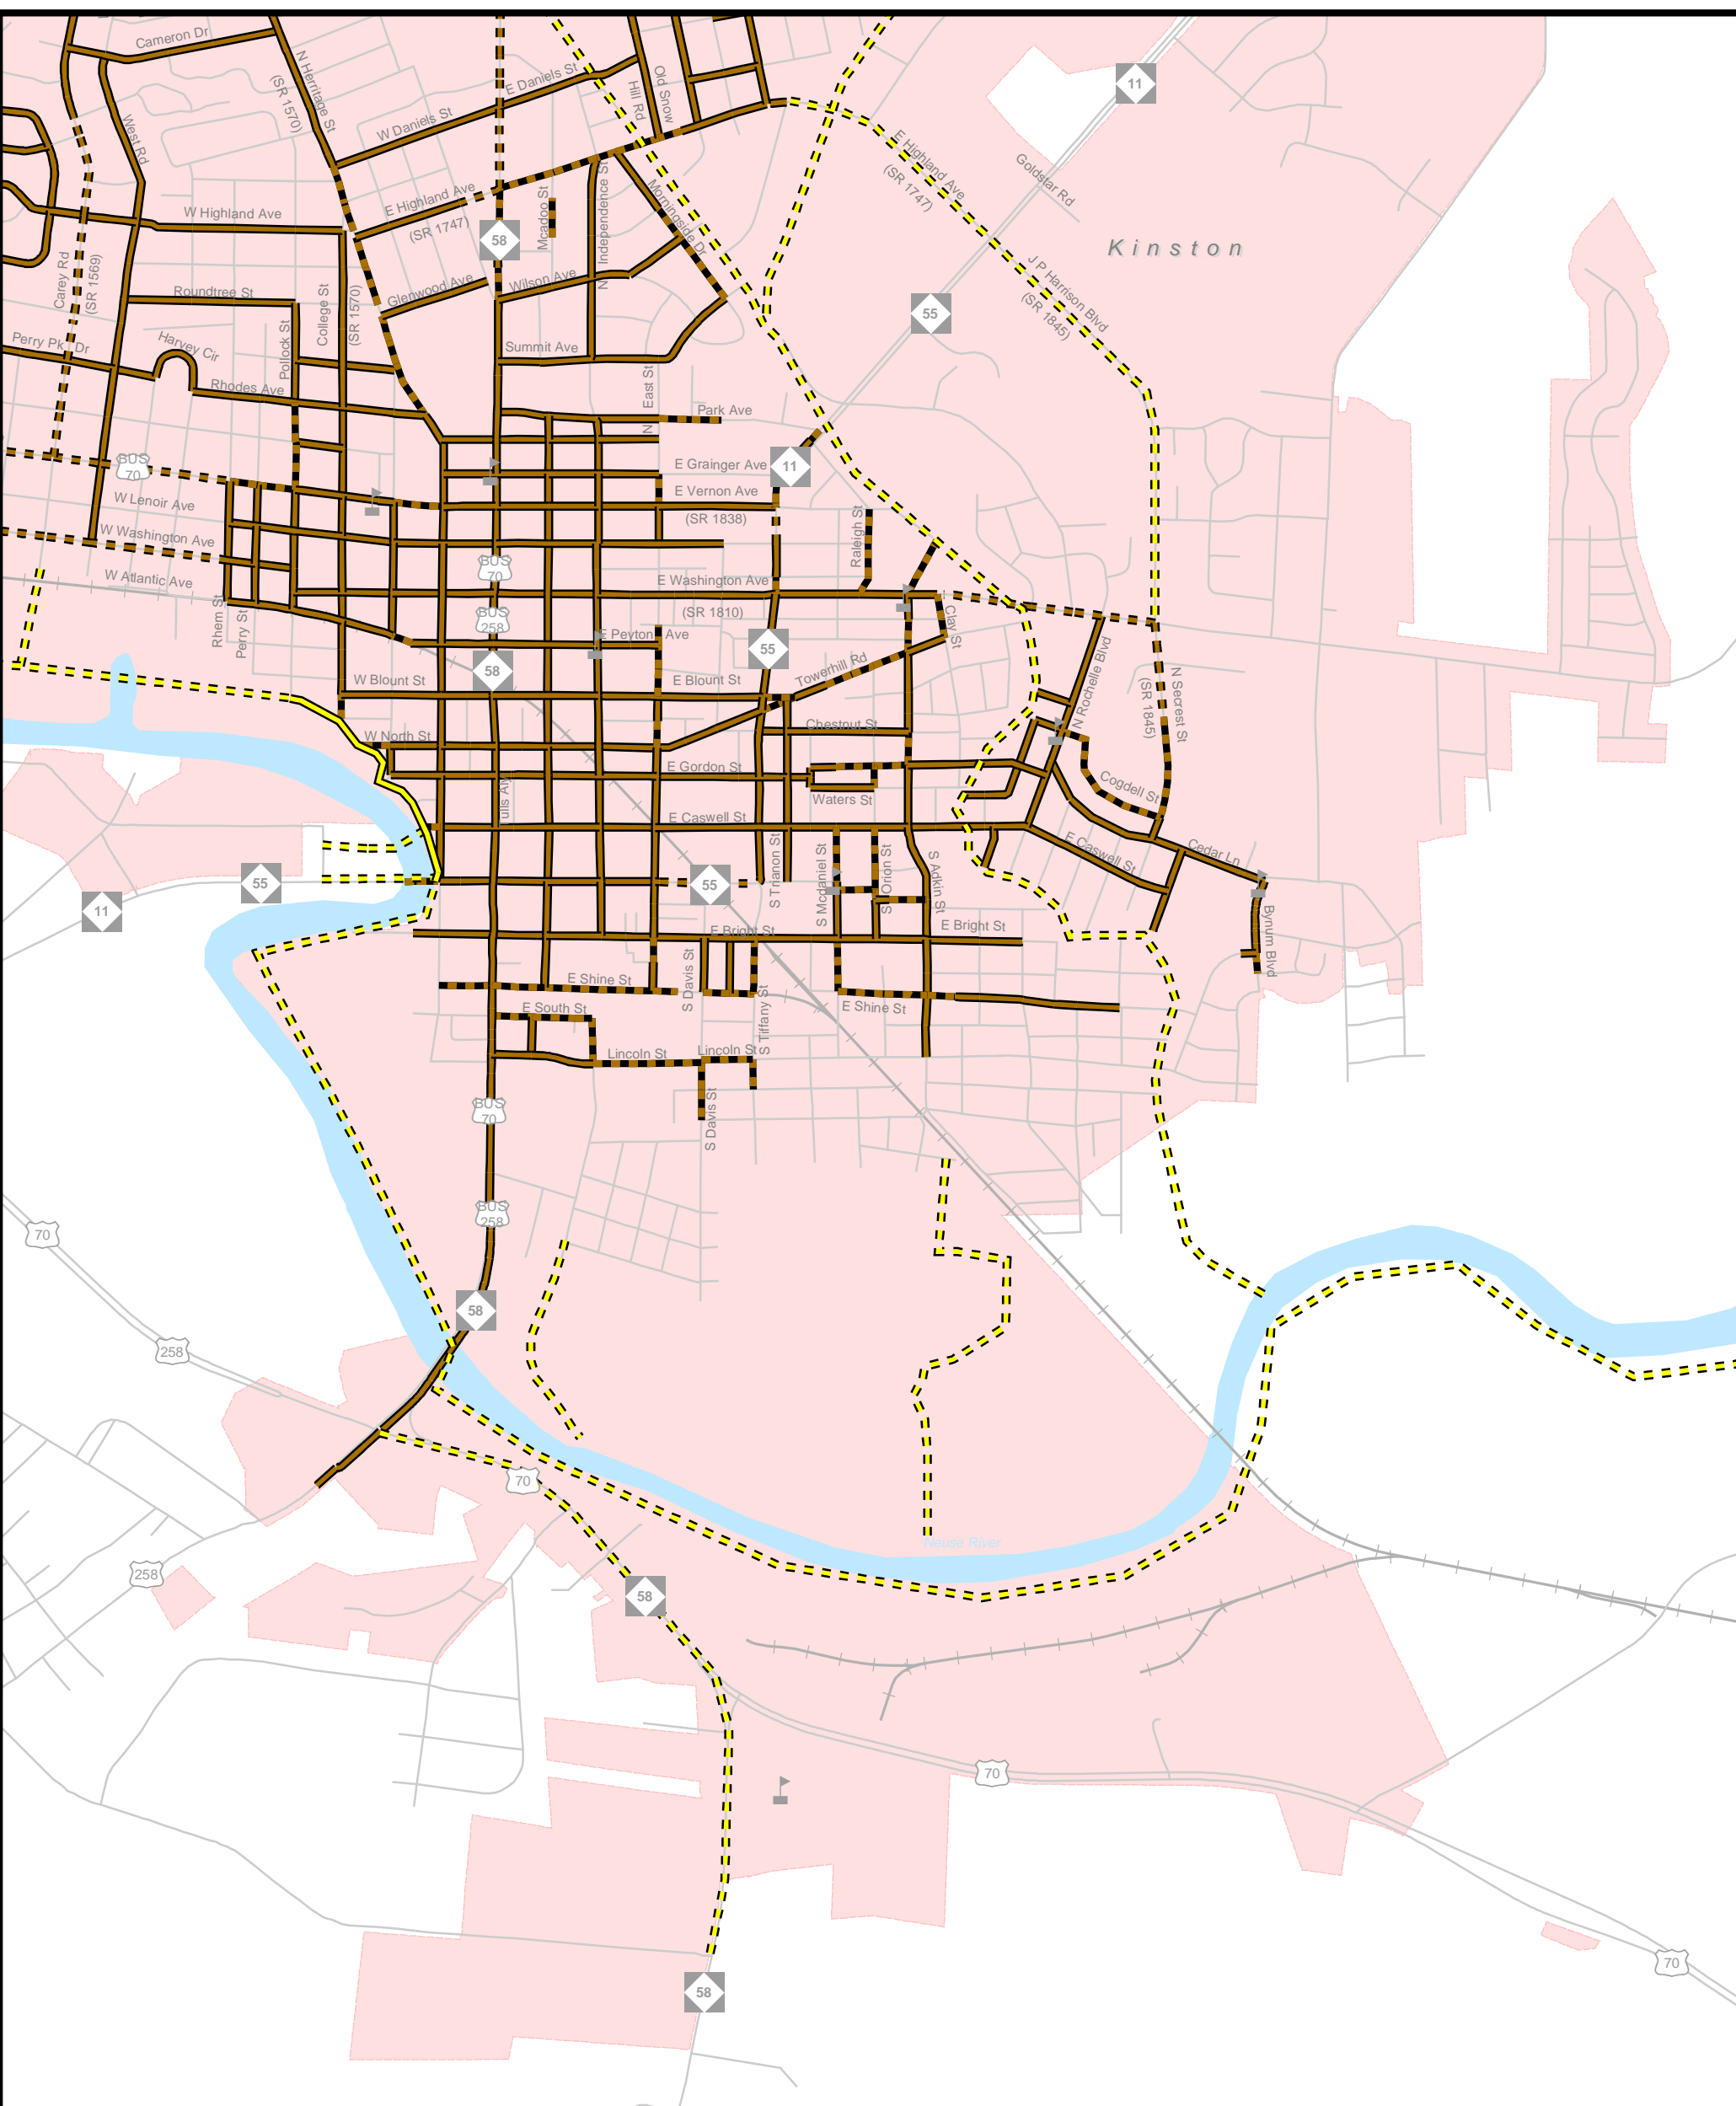 Cameron Dr
N Herritage St
(SR 1570)
E Daniels St
Hill Rd
Old Snow
11
W Daniels St
West Rd
E Highland Ave
(SR 1747)
Goldstar Rd
E Highland Ave
(SR 1747)
Mcadoo St
N Independence St
Morningside Dr
W Highland Ave
58
Kinston
Carey Rd
(SR 1569)
Roundtree St
College St
(SR 1570)
Glenwood Ave
Wilson Ave
J P Harrison Blvd
(SR 1845)
55
Perry Pk Dr
Harvey Cir
Pollock St
Summit Ave
Rhodes Ave
N East St
Park Ave
BUS
70
E Grainger Ave
11
E Vernon Ave
(SR 1838)
W Lenoir Ave
W Washington Ave
Raleigh St
W Atlantic Ave
BUS
70
E Washington Ave
(SR 1810)
BUS
258
Rhem St
Perry St
E Peyton Ave
55
Clay St
58
Towerhill Rd
N Rochelle Blvd
N Secrest St
(SR 1845)
W Blount St
E Blount St
Chestnut St
W North St
E Gordon St
Waters St
Cogdell St
E Caswell St
E Caswell St
Cedar Ln
55
55
S Trianon St
S Mcdaniel St
S Orion St
S Adkin St
11
E Bright St
E Bright St
Bynum Blvd
E Shine St
S Davis St
S Tiffany St
E Shine St
E South St
Lincoln St
Lincoln St
BUS
70
S Davis St
BUS
258
70
58
258
70
Neuse River
258
58
70
70
58